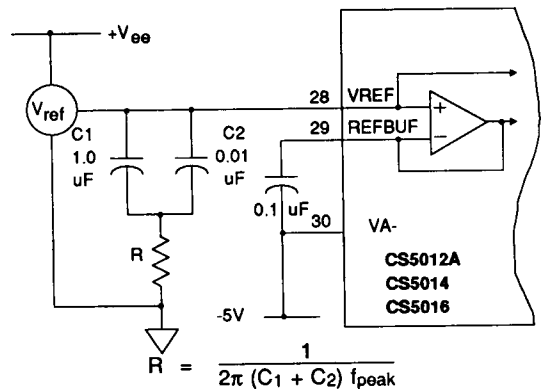 +Vee
Vref
C1
1.0
uF
C2
0.01
uF
28 VREF
29 REFBUF
+
−
0.1 uF
30
VA-
R
-5V
CS5012A
CS5014
CS5016
R = 1 / 2π (C1 + C2) fpeak